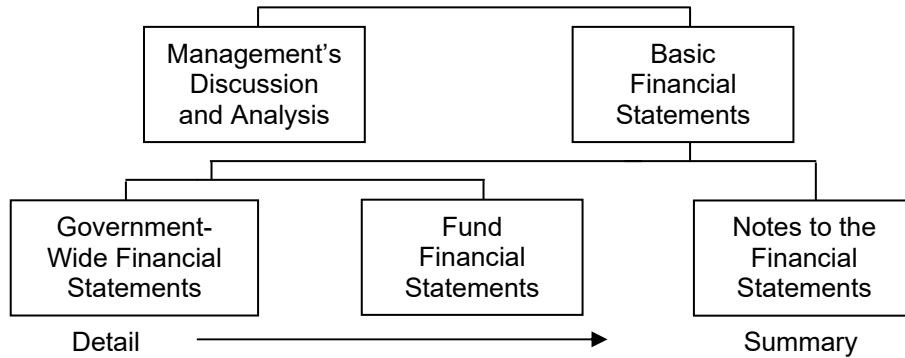 Management’s
Discussion
and Analysis
Basic
Financial
Statements
Government-
Wide Financial
Statements
Fund
Financial
Statements
Notes to the
Financial
Statements
Detail
Summary